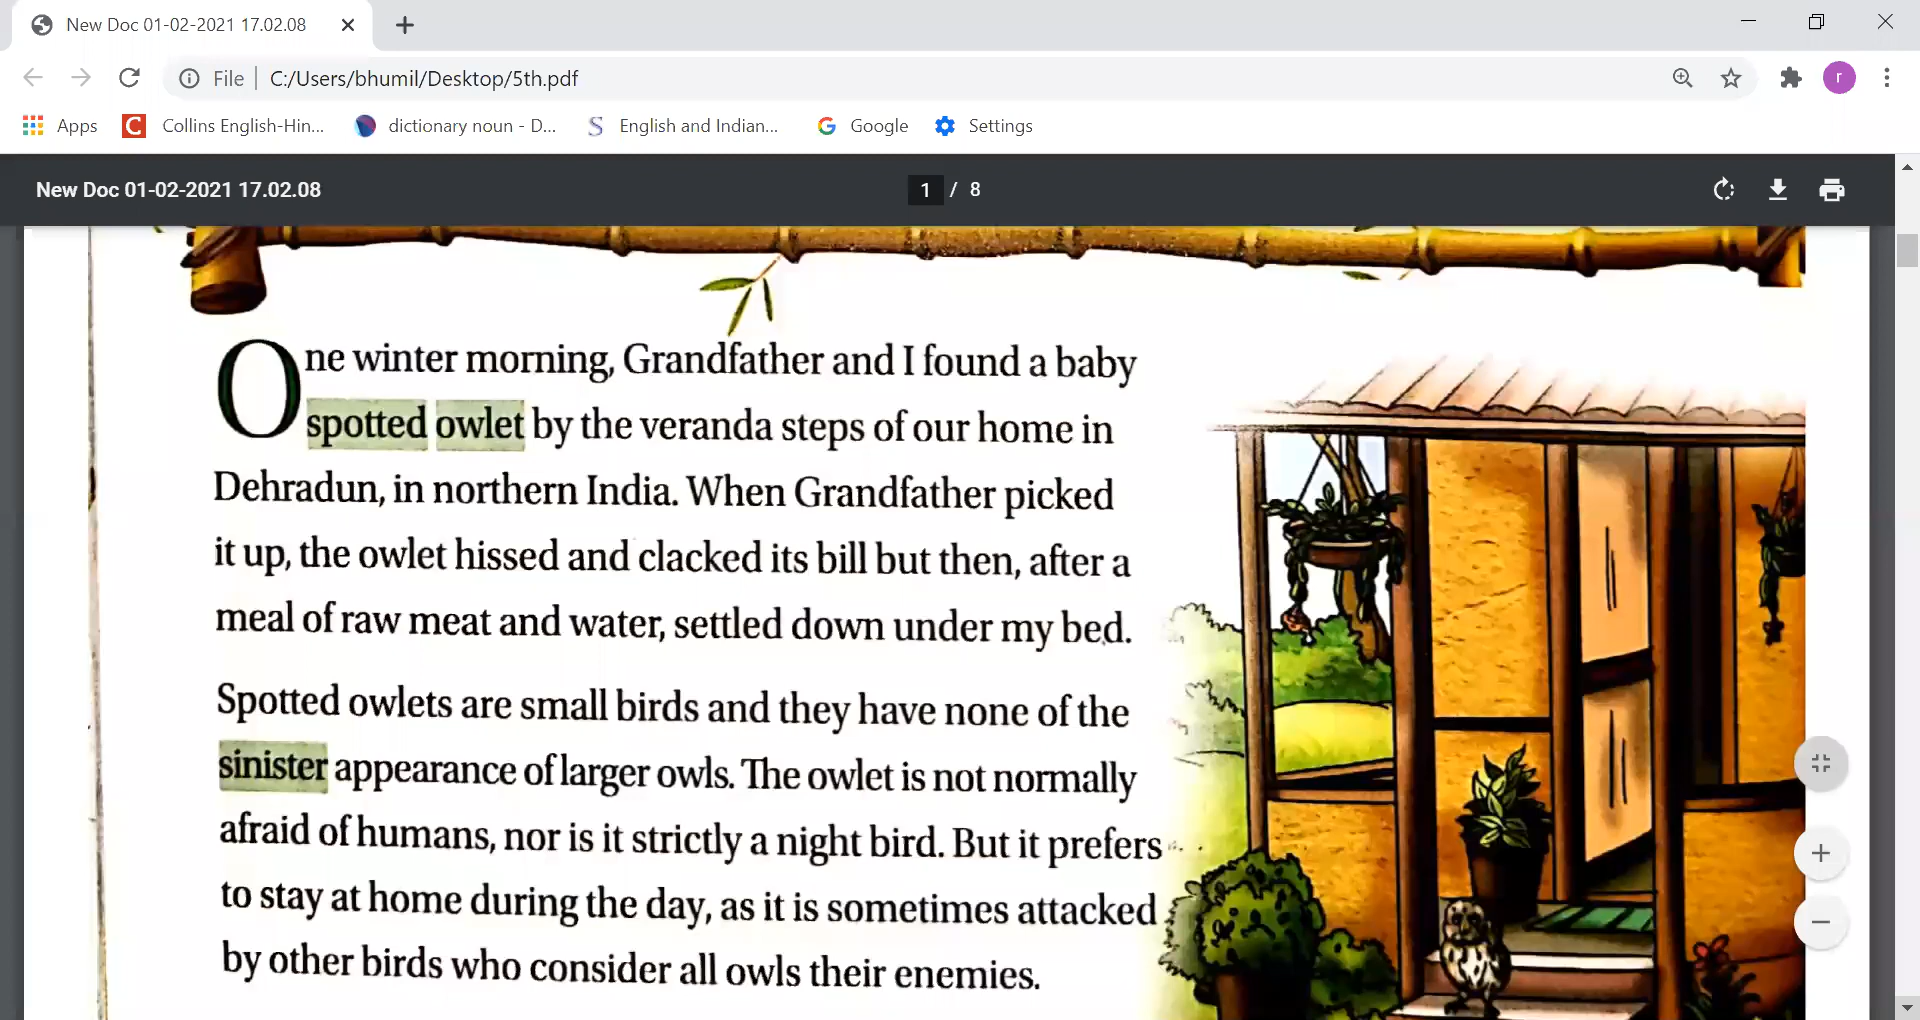 New Doc 01-02-2021 17.02.08
File C:/Users/bhumil/Desktop/5th.pdf
r
Apps Collins English-Hin... dictionary noun - D... English and Indian... Google Settings
New Doc 01-02-2021 17.02.08 1 / 8
One winter morning, Grandfather and I found a baby
spotted owlet by the veranda steps of our home in
Dehradun, in northern India. When Grandfather picked
it up, the owlet hissed and clacked its bill but then, after a
meal of raw meat and water, settled down under my bed.
Spotted owlets are small birds and they have none of the
sinister appearance of larger owls. The owlet is not normally
afraid of humans, nor is it strictly a night bird. But it prefers
to stay at home during the day, as it is sometimes attacked
by other birds who consider all owls their enemies.